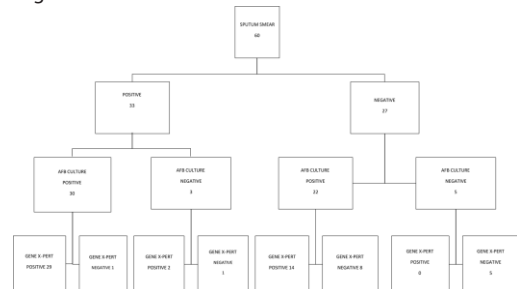 SPUTUM SMEAR
60
POSITIVE
33
NEGATIVE
27
AFB CULTURE
POSITIVE
30
AFB CULTURE
NEGATIVE
3
AFB CULTURE
POSITIVE
22
AFB CULTURE
NEGATIVE
5
GENE X-PERT
POSITIVE 29
GENE X-PERT
NEGATIVE 1
GENE X-PERT
POSITIVE 2
GENE X-PERT
NEGATIVE
1
GENE X-PERT
POSITIVE 14
GENE X-PERT
NEGATIVE 8
GENE X-PERT
POSITIVE
0
GENE X-PERT
NEGATIVE
5